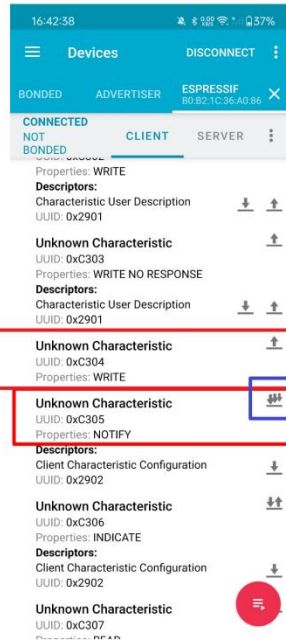 16:42:38
9.99
37%
Devices
DISCONNECT
BONDED
ADVERTISER
ESPRESSIF
B0:B2:1C:36:A0:86
CONNECTED
NOT
BONDED
CLIENT
SERVER
Properties: WRITE
Descriptors:
Characteristic User Description
UUID: 0x2901
Unknown Characteristic
UUID: 0xC303
Properties: WRITE NO RESPONSE
Descriptors:
Characteristic User Description
UUID: 0x2901
Unknown Characteristic
UUID: 0xC304
Properties: WRITE
Unknown Characteristic
UUID: 0xC305
Properties: NOTIFY
Descriptors:
Client Characteristic Configuration
UUID: 0x2902
Unknown Characteristic
UUID: 0xC306
Properties: INDICATE
Descriptors:
Client Characteristic Configuration
UUID: 0x2902
Unknown Characteristic
UUID: 0xC307
Properties: READ